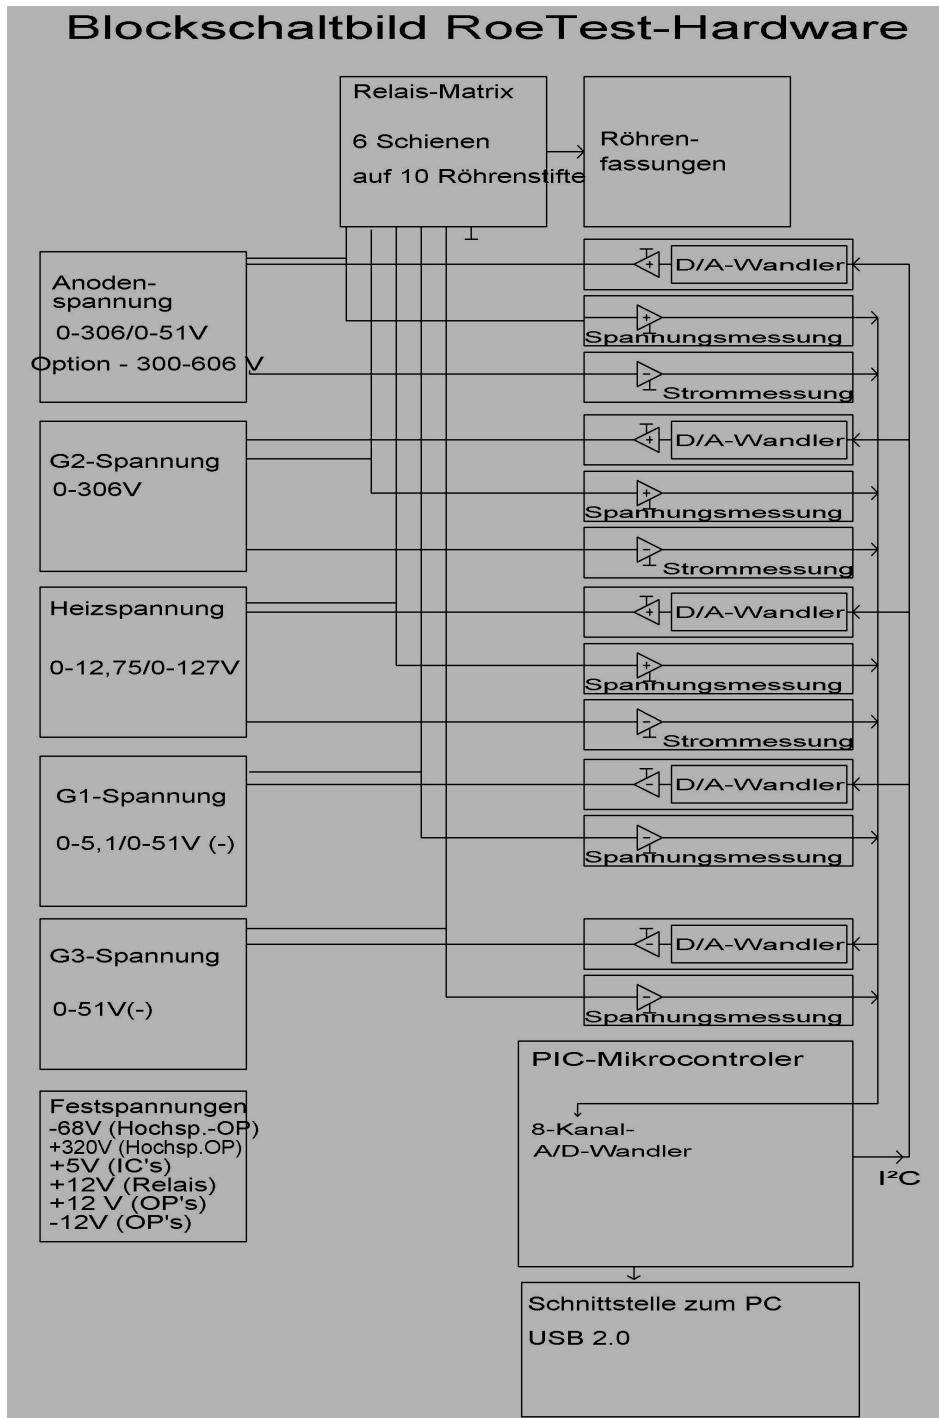 Blockschaltbild RoeTest-Hardware
Relais-Matrix
6 Schienen
auf 10 Röhrenstifte
Röhren-
fassungen
Anoden-
spannung
0-306/0-51V
Option - 300-606 V
+ D/A-Wandler
+
Spannungsmessung
-
Strommessung
G2-Spannung
0-306V
+ D/A-Wandler
+
Spannungsmessung
-
Strommessung
Heizspannung
0-12,75/0-127V
+ D/A-Wandler
+
Spannungsmessung
-
Strommessung
G1-Spannung
0-5,1/0-51V (-)
- D/A-Wandler
-
Spannungsmessung
G3-Spannung
0-51V(-)
- D/A-Wandler
-
Spannungsmessung
Festspannungen
-68V (Hochsp.-OP)
+320V (Hochsp.OP)
+5V (IC's)
+12V (Relais)
+12 V (OP's)
-12V (OP's)
PIC-Mikrocontroler
8-Kanal-
A/D-Wandler
I²C
Schnittstelle zum PC
USB 2.0